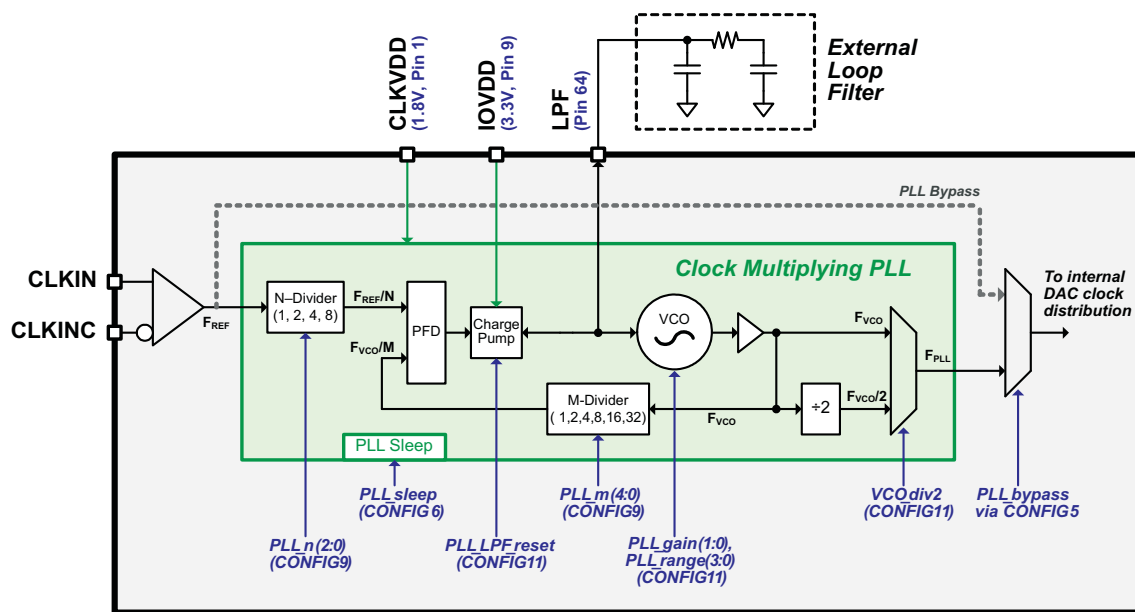 External
Loop
Filter
CLKVDD
(1.8V, Pin 1)
IOVDD
(3.3V, Pin 9)
LPF
(Pin 64)
PLL Bypass
Clock Multiplying PLL
CLKIN
CLKINC
FREF
N–Divider
(1, 2, 4, 8)
FREF/N
FVCO/M
PFD
Charge
Pump
VCO
FVCO
FPLL
To internal
DAC clock
distribution
M-Divider
( 1,2,4,8,16,32)
FVCO
÷2
FVCO/2
PLL Sleep
PLL_sleep
(CONFIG 6)
PLL_m(4:0)
(CONFIG9)
VCO div2
(CONFIG11)
PLL_bypass
via CONFIG 5
PLL_n(2:0)
(CONFIG9)
PLL_LPF_reset
(CONFIG11)
PLL_gain(1:0),
PLL_range(3:0)
(CONFIG11)